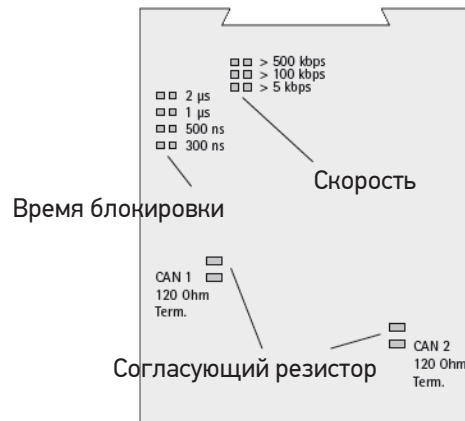 > 500 kbps
> 100 kbps
> 5 kbps
2 µs
1 µs
500 ns
300 ns
Скорость
Время блокировки
CAN 1
120 Ohm
Term.
CAN 2
120 Ohm
Term.
Согласующий резистор